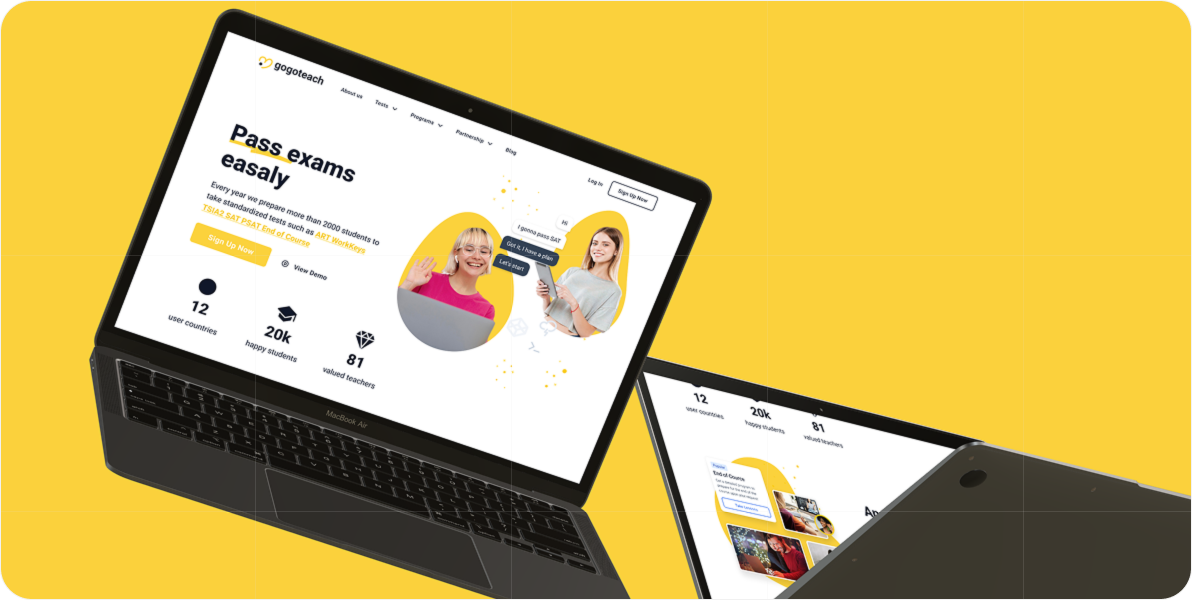 gogoteach
About us
Tests
Programs
Partnership
Blog
Log In
Sign Up Now
Pass exams
easaly
Every year we prepare more than 2000 students to
take standardized tests such as ART WorkKeys
TSIA2 SAT PSAT End of Course
Sign Up Now
View Demo
Hi
I gonna pass SAT
Got it, I have a plan
Let's start
12
user countries
20k
happy students
81
valued teachers
MacBook Air
12
user countries
20k
happy students
81
valued teachers
End of Course